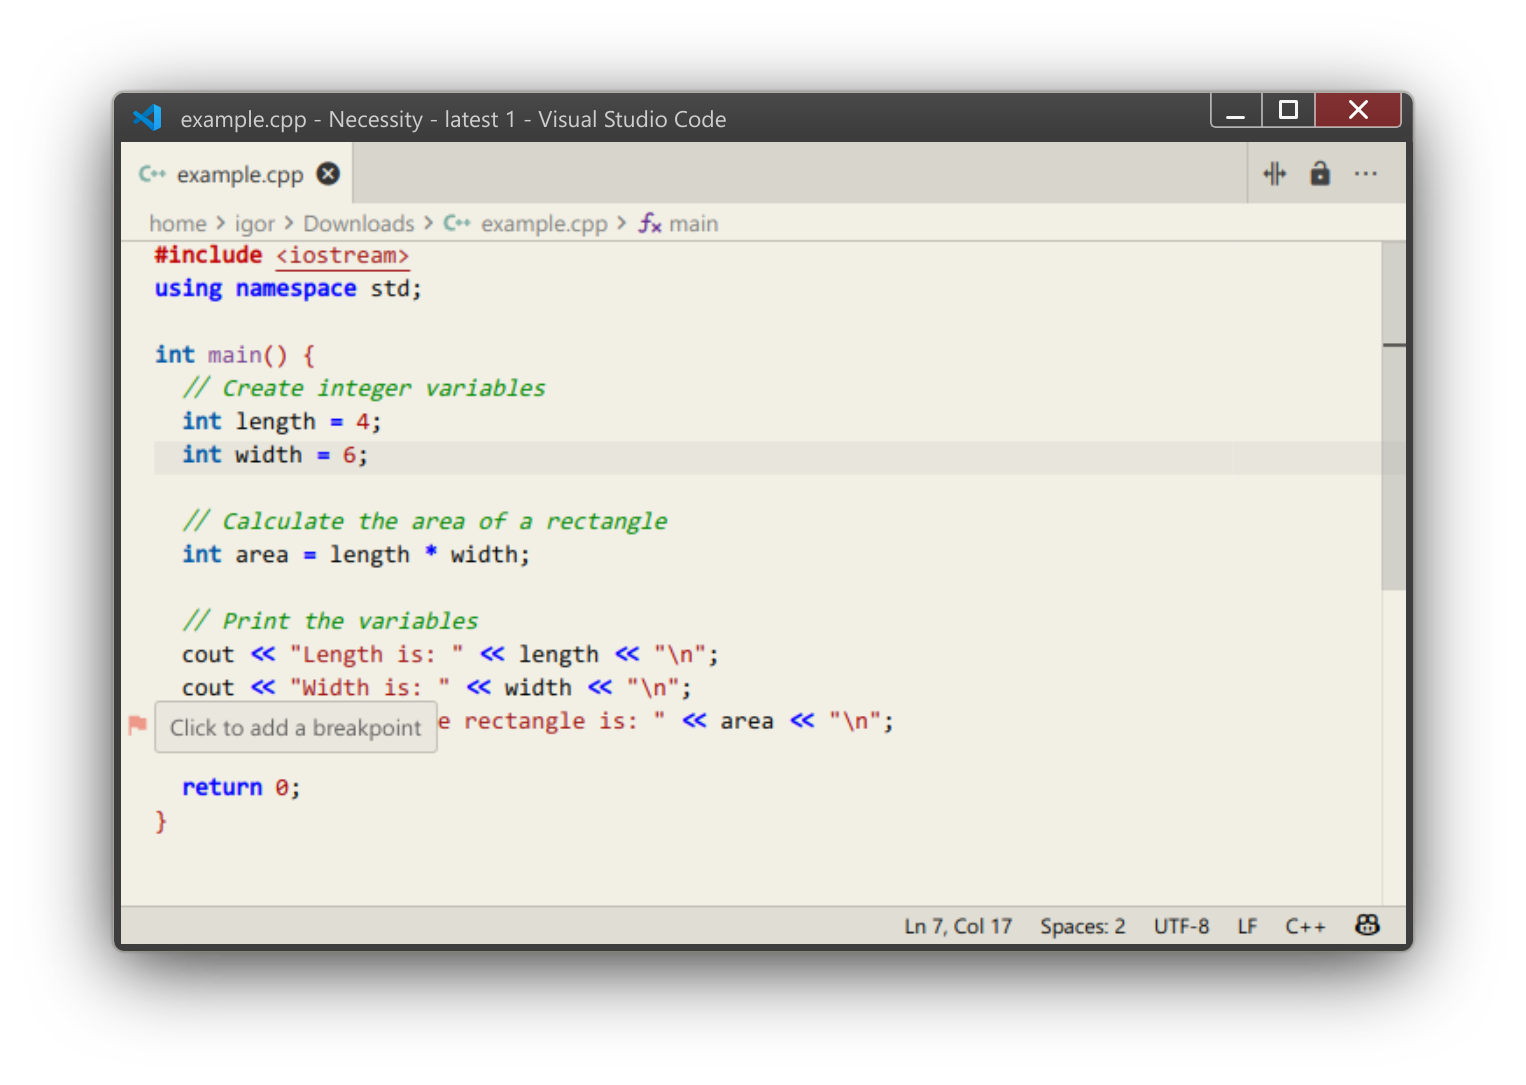 example.cpp - Necessity - latest 1 - Visual Studio Code
C++ example.cpp
home > igor > Downloads > C++ example.cpp > fx main
#include <iostream>
using namespace std;
int main() {
// Create integer variables
int length = 4;
int width = 6;
// Calculate the area of a rectangle
int area = length * width;
// Print the variables
cout << "Length is: " << length << "\n";
cout << "Width is: " << width << "\n";
Click to add a breakpoint e rectangle is: " << area << "\n";
return 0;
}
Ln 7, Col 17 Spaces: 2 UTF-8 LF C++